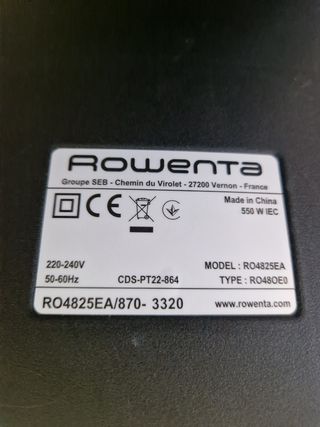 Rowenta
Groupe SEB - Chemin du Virolet - 27200 Vernon - France
CE
Made in China
550 W IEC
220-240V
50-60Hz
CDS-PT22-864
MODEL : RO4825EA
TYPE : RO48OE0
RO4825EA/870- 3320
www.rowenta.com